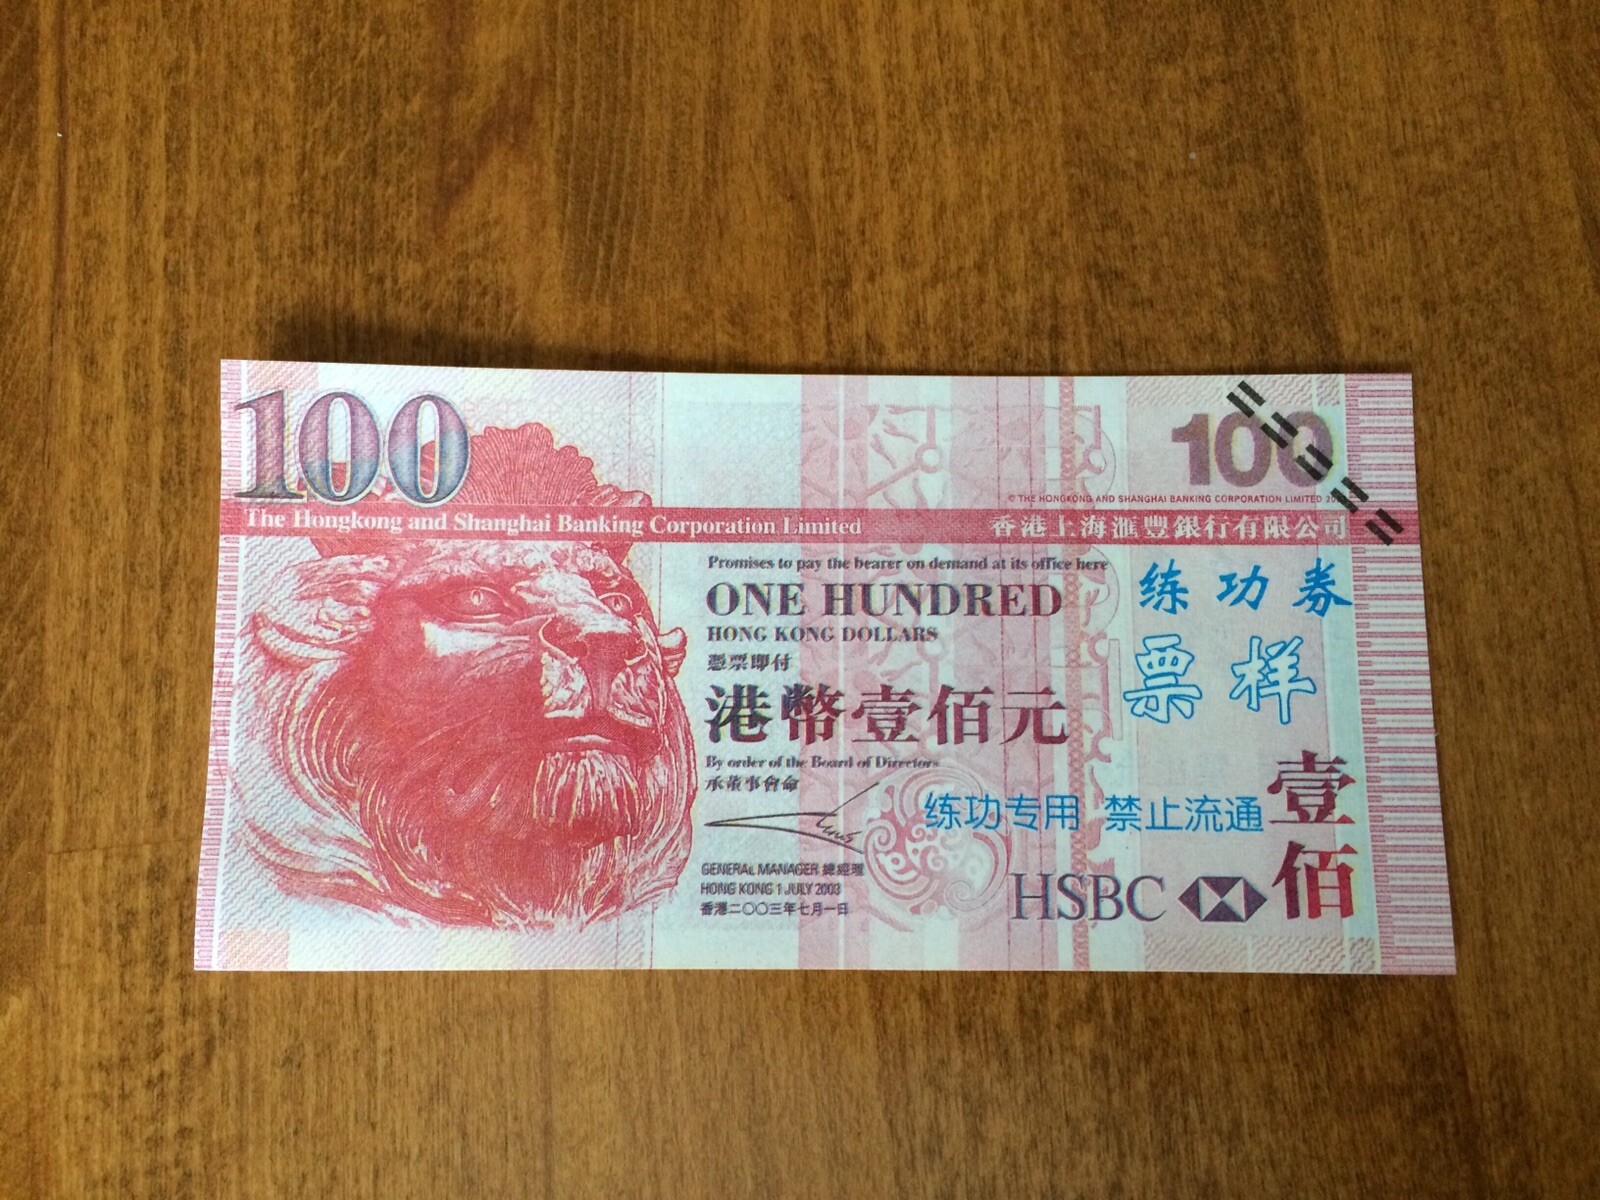 100
100
© THE HONGKONG AND SHANGHAI BANKING CORPORATION LIMITED
The Hongkong and Shanghai Banking Corporation Limited
香港上海滙豐銀行有限公司
Promises to pay the bearer on demand at its office here
ONE HUNDRED
HONG KONG DOLLARS
憑票即付
港幣壹佰元
By order of the Board of Directors
承董事會命
GENERAL MANAGER 總經理
HONG KONG 1 JULY 2003
香港二〇〇三年七月一日
练功券
票样
练功专用 禁止流通
壹佰
HSBC